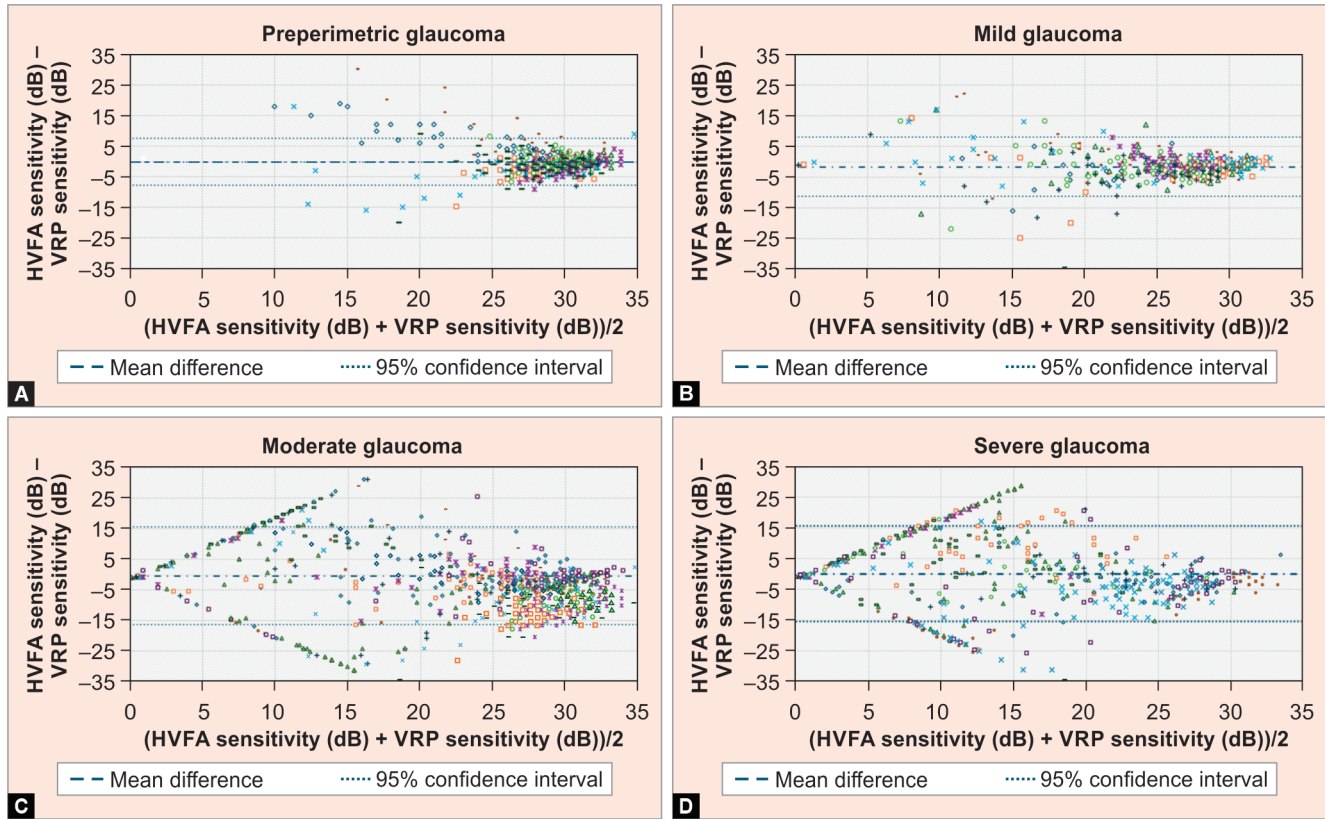 Preperimetric glaucoma
HVFA sensitivity (dB) –
VRP sensitivity (dB)
35
25
15
5
–5
–15
–25
–35
0 5 10 15 20 25 30 35
(HVFA sensitivity (dB) + VRP sensitivity (dB))/2
Mean difference 95% confidence interval
A
Mild glaucoma
HVFA sensitivity (dB) –
VRP sensitivity (dB)
35
25
15
5
–5
–15
–25
–35
0 5 10 15 20 25 30 35
(HVFA sensitivity (dB) + VRP sensitivity (dB))/2
Mean difference 95% confidence interval
B
Moderate glaucoma
HVFA sensitivity (dB) –
VRP sensitivity (dB)
35
25
15
5
–5
–15
–25
–35
0 5 10 15 20 25 30 35
(HVFA sensitivity (dB) + VRP sensitivity (dB))/2
Mean difference 95% confidence interval
C
Severe glaucoma
HVFA sensitivity (dB) –
VRP sensitivity (dB)
35
25
15
5
–5
–15
–25
–35
0 5 10 15 20 25 30 35
(HVFA sensitivity (dB) + VRP sensitivity (dB))/2
Mean difference 95% confidence interval
D